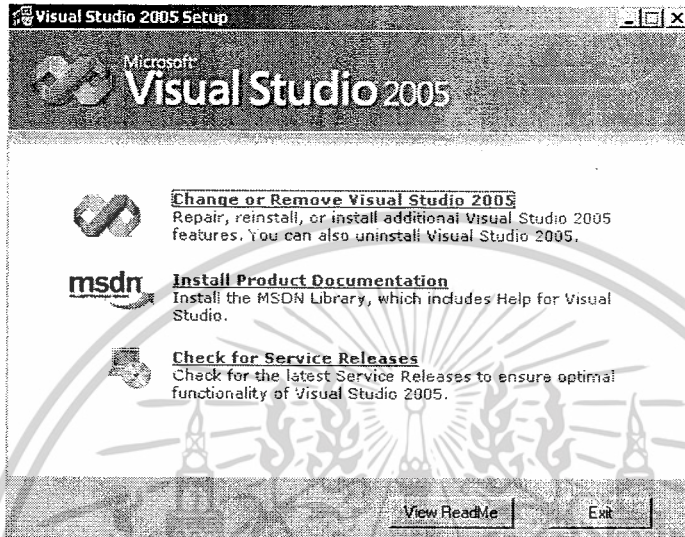 Visual Studio 2005 Setup
Microsoft
Visual Studio 2005
Change or Remove Visual Studio 2005
Repair, reinstall, or install additional Visual Studio 2005
features. You can also uninstall Visual Studio 2005.
msdn
Install Product Documentation
Install the MSDN Library, which includes Help for Visual
Studio.
Check for Service Releases
Check for the latest Service Releases to ensure optimal
functionality of Visual Studio 2005.
View ReadMe
Exit